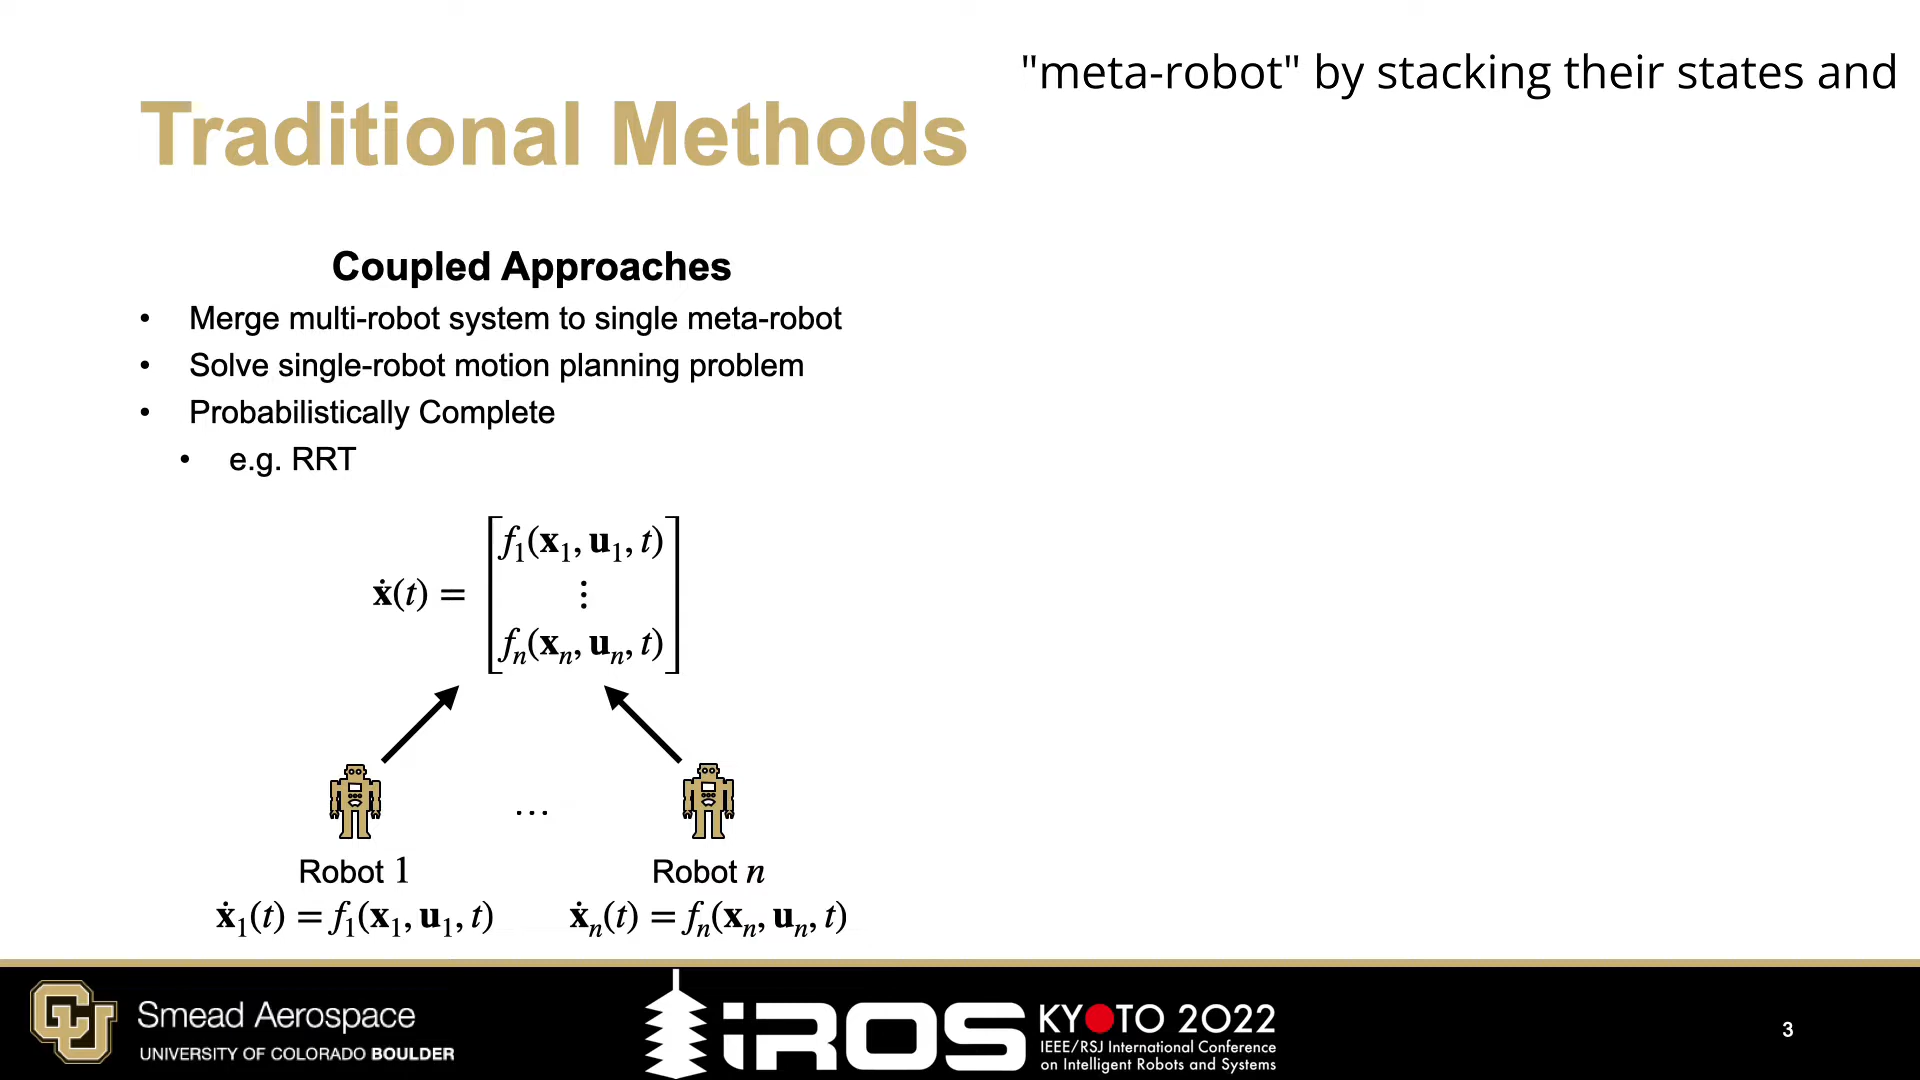 "meta-robot" by stacking their states and
Traditional Methods
Coupled Approaches
• Merge multi-robot system to single meta-robot
• Solve single-robot motion planning problem
• Probabilistically Complete
• e.g. RRT
ẋ(t) = [f₁(x₁, u₁, t)
⋮
fₙ(xₙ, uₙ, t)]
...
Robot 1 Robot n
ẋ₁(t) = f₁(x₁, u₁, t) ẋₙ(t) = fₙ(xₙ, uₙ, t)
CU Smead Aerospace
UNIVERSITY OF COLORADO BOULDER
iROS KYOTO 2022
IEEE/RSJ International Conference
on Intelligent Robots and Systems
3